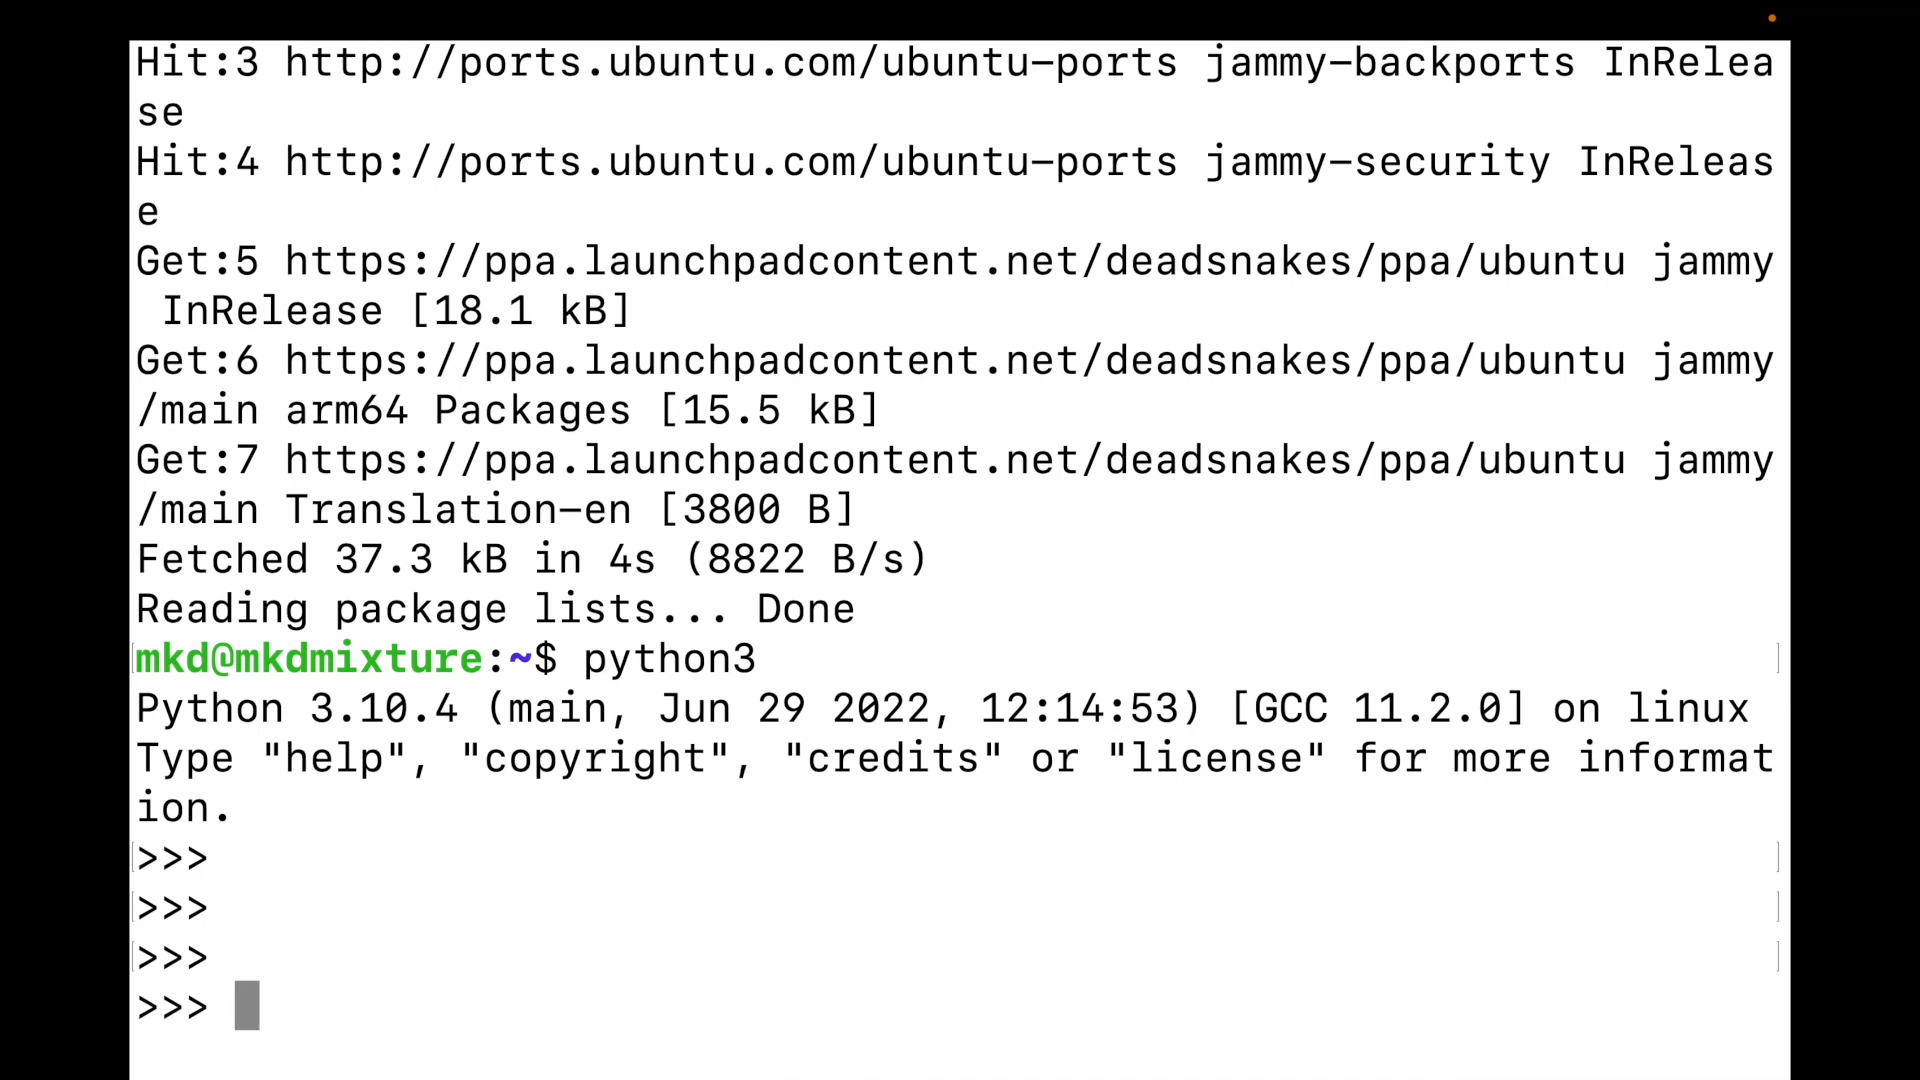 Hit:3 http://ports.ubuntu.com/ubuntu-ports jammy-backports InRelea
se
Hit:4 http://ports.ubuntu.com/ubuntu-ports jammy-security InReleas
e
Get:5 https://ppa.launchpadcontent.net/deadsnakes/ppa/ubuntu jammy
 InRelease [18.1 kB]
Get:6 https://ppa.launchpadcontent.net/deadsnakes/ppa/ubuntu jammy
/main arm64 Packages [15.5 kB]
Get:7 https://ppa.launchpadcontent.net/deadsnakes/ppa/ubuntu jammy
/main Translation-en [3800 B]
Fetched 37.3 kB in 4s (8822 B/s)
Reading package lists... Done
mkd@mkdmixture:~$ python3
Python 3.10.4 (main, Jun 29 2022, 12:14:53) [GCC 11.2.0] on linux
Type "help", "copyright", "credits" or "license" for more informat
ion.
>>>
>>>
>>>
>>>